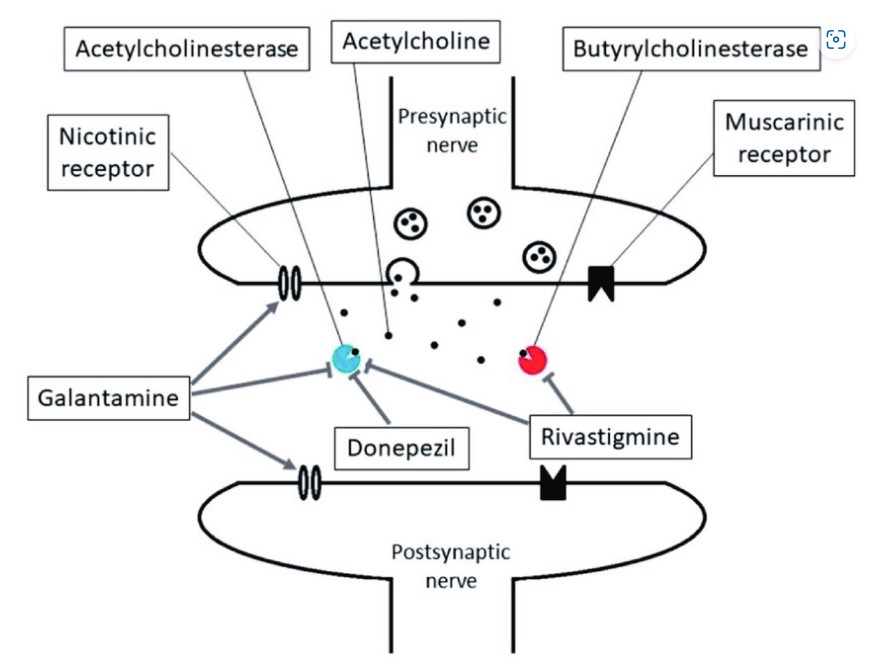 Acetylcholinesterase
Acetylcholine
Butyrylcholinesterase
Nicotinic
receptor
Presynaptic
nerve
Muscarinic
receptor
Galantamine
Donepezil
Rivastigmine
Postsynaptic
nerve